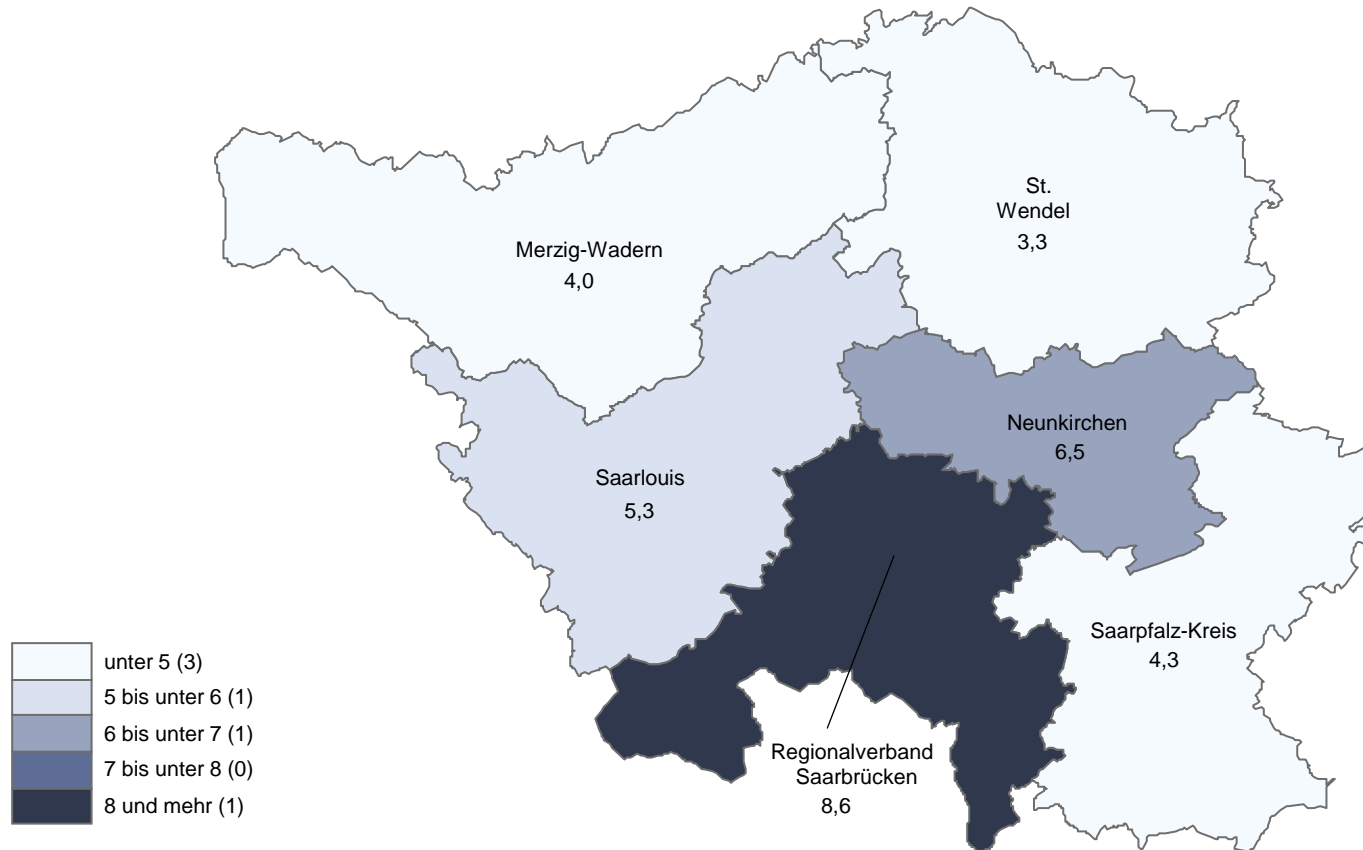 St.
Wendel
3,3
Merzig-Wadern
4,0
Neunkirchen
6,5
Saarlouis
5,3
Saarpfalz-Kreis
4,3
Regionalverband
Saarbrücken
8,6
unter 5 (3)
5 bis unter 6 (1)
6 bis unter 7 (1)
7 bis unter 8 (0)
8 und mehr (1)